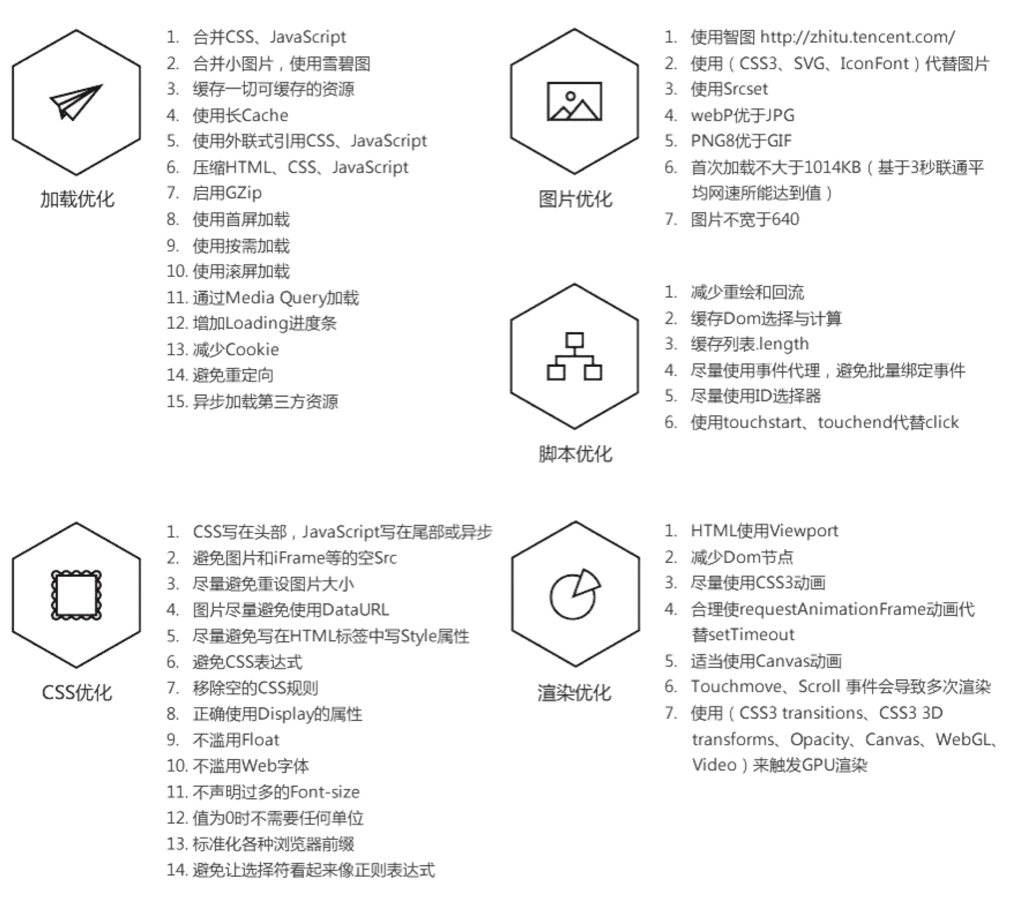 加载优化
1. 合并CSS、JavaScript
2. 合并小图片，使用雪碧图
3. 缓存一切可缓存的资源
4. 使用长Cache
5. 使用外联式引用CSS、JavaScript
6. 压缩HTML、CSS、JavaScript
7. 启用GZip
8. 使用首屏加载
9. 使用按需加载
10. 使用滚屏加载
11. 通过Media Query加载
12. 增加Loading进度条
13. 减少Cookie
14. 避免重定向
15. 异步加载第三方资源
图片优化
1. 使用智图 http://zhitu.tencent.com/
2. 使用（CSS3、SVG、IconFont）代替图片
3. 使用Srcset
4. webP优于JPG
5. PNG8优于GIF
6. 首次加载不大于1014KB（基于3秒联通平
均网速所能达到值）
7. 图片不宽于640
脚本优化
1. 减少重绘和回流
2. 缓存Dom选择与计算
3. 缓存列表.length
4. 尽量使用事件代理，避免批量绑定事件
5. 尽量使用ID选择器
6. 使用touchstart、touchend代替click
CSS优化
1. CSS写在头部，JavaScript写在尾部或异步
2. 避免图片和iFrame等的空Src
3. 尽量避免重设图片大小
4. 图片尽量避免使用DataURL
5. 尽量避免写在HTML标签中写Style属性
6. 避免CSS表达式
7. 移除空的CSS规则
8. 正确使用Display的属性
9. 不滥用Float
10. 不滥用Web字体
11. 不声明过多的Font-size
12. 值为0时不需要任何单位
13. 标准化各种浏览器前缀
14. 避免让选择符看起来像正则表达式
渲染优化
1. HTML使用Viewport
2. 减少Dom节点
3. 尽量使用CSS3动画
4. 合理使requestAnimationFrame动画代
替setTimeout
5. 适当使用Canvas动画
6. Touchmove、Scroll 事件会导致多次渲染
7. 使用（CSS3 transitions、CSS3 3D
transforms、Opacity、Canvas、WebGL、
Video）来触发GPU渲染